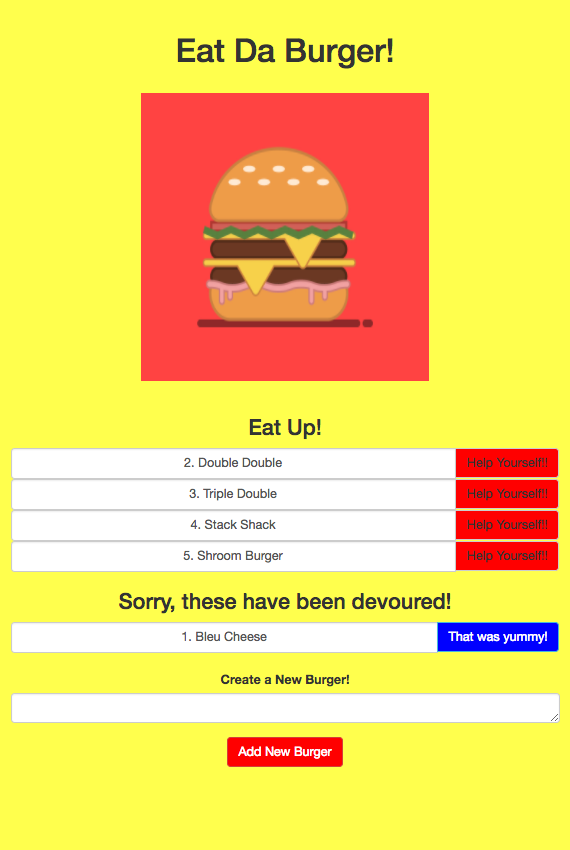 Eat Da Burger!
Eat Up!
2. Double Double Help Yourself!!
3. Triple Double Help Yourself!!
4. Stack Shack Help Yourself!!
5. Shroom Burger Help Yourself!!
Sorry, these have been devoured!
1. Bleu Cheese That was yummy!
Create a New Burger!
Add New Burger